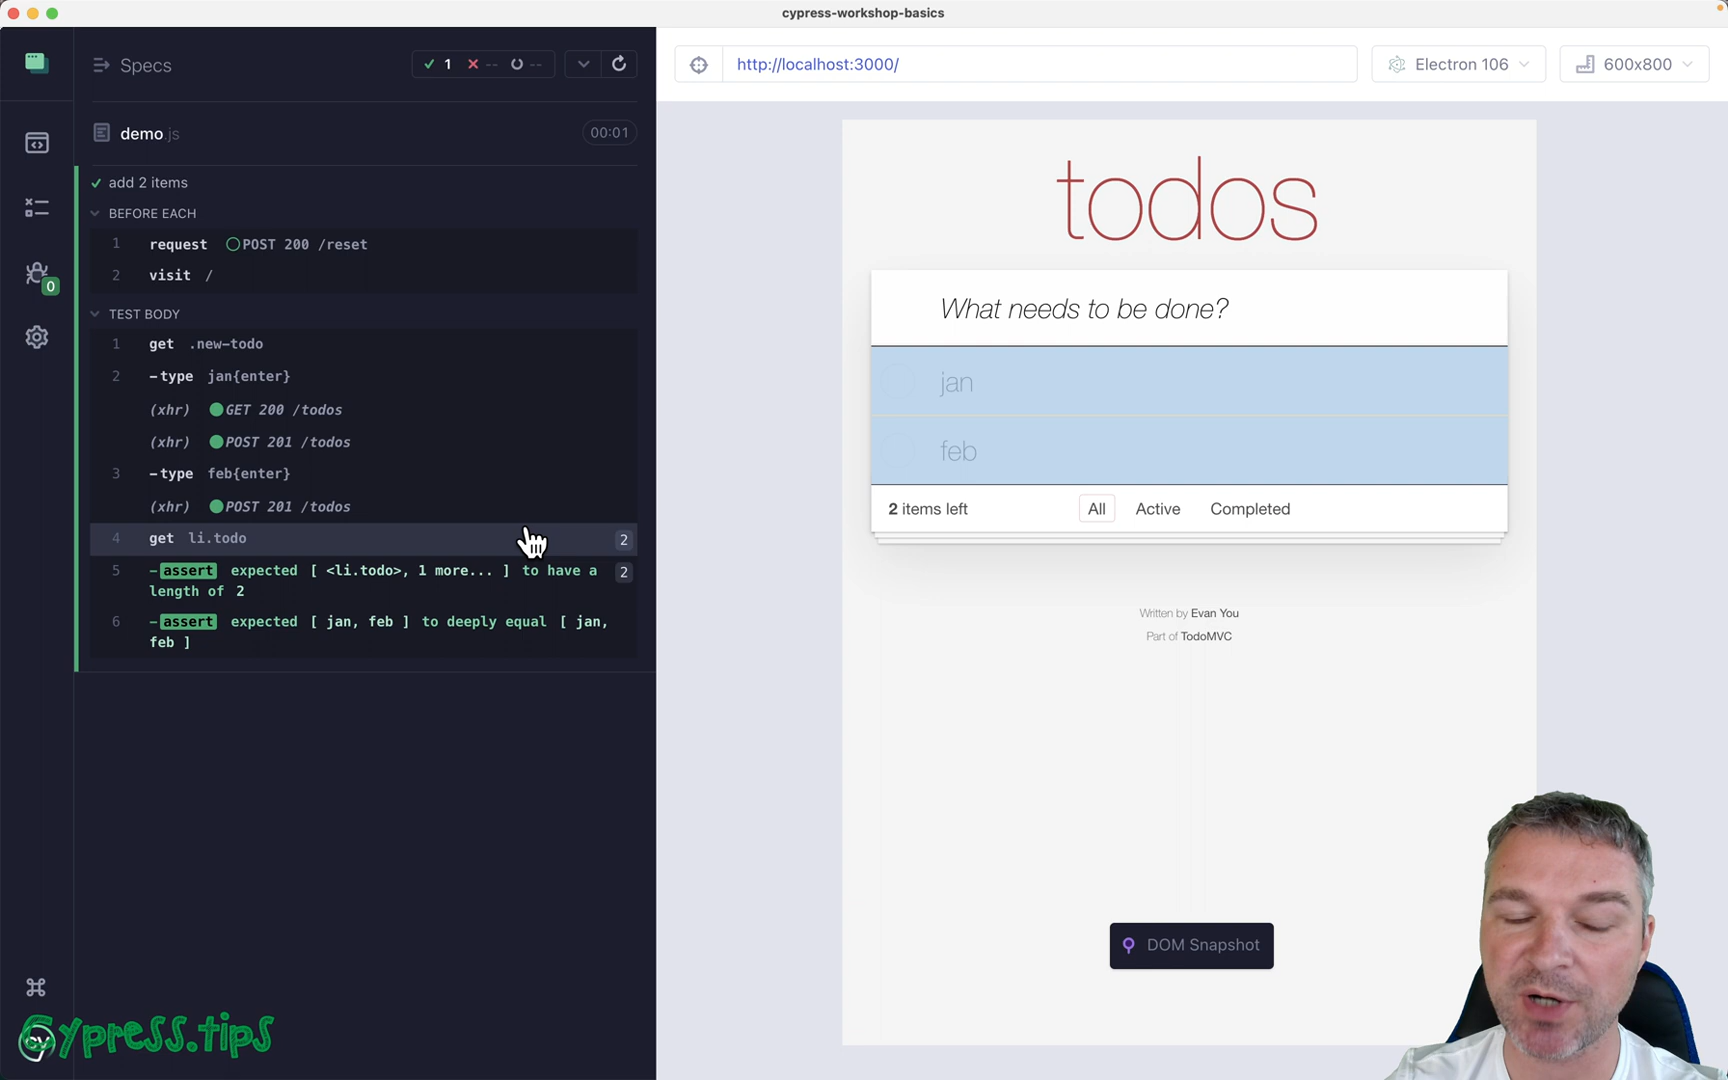 cypress-workshop-basics
Specs
1
--
--
http://localhost:3000/
Electron 106
600x800
demo.js
00:01
add 2 items
BEFORE EACH
1 request POST 200 /reset
2 visit /
TEST BODY
1 get .new-todo
2 -type jan{enter}
(xhr) GET 200 /todos
(xhr) POST 201 /todos
3 -type feb{enter}
(xhr) POST 201 /todos
4 get li.todo 2
5 -assert expected [ <li.todo>, 1 more... ] to have a 2
length of 2
6 -assert expected [ jan, feb ] to deeply equal [ jan,
feb ]
0
todos
What needs to be done?
jan
feb
2 items left All Active Completed
Written by Evan You
Part of TodoMVC
DOM Snapshot
Cypress.tips
cy